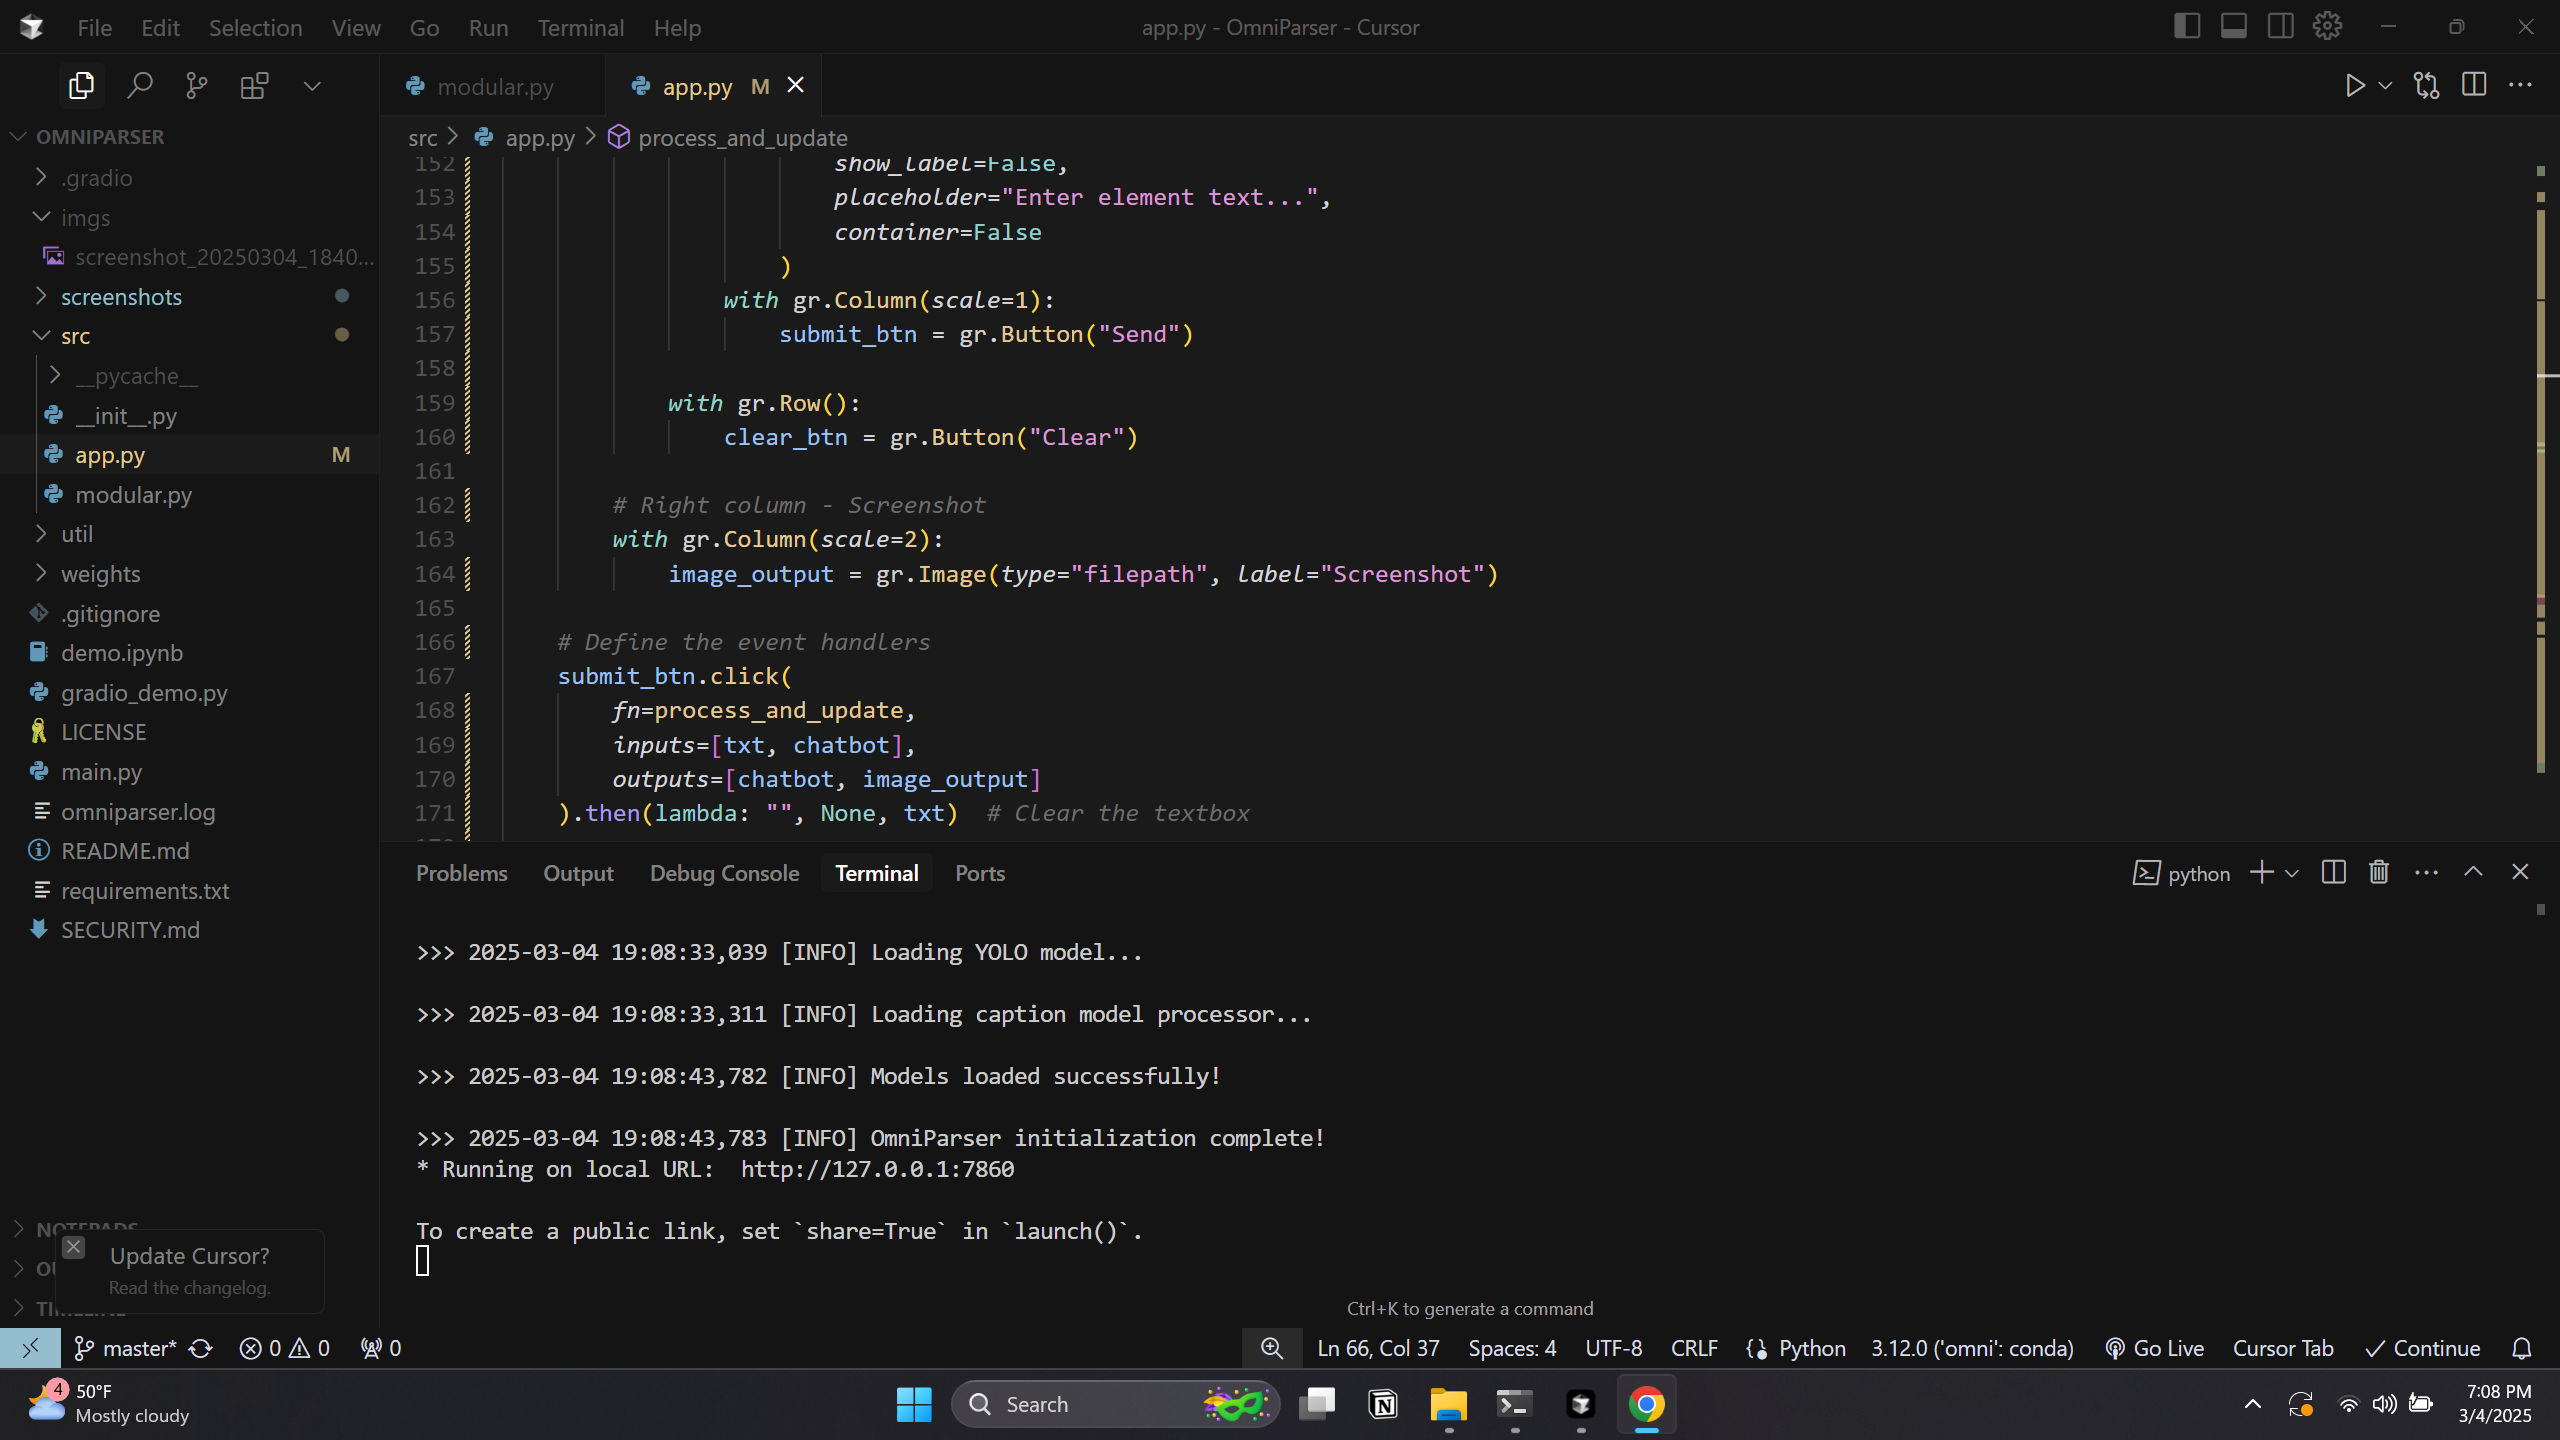 File Edit Selection View Go Run Terminal Help
app.py - OmniParser - Cursor
modular.py
app.py M
src > app.py > process_and_update
OMNIPARSER
.gradio
imgs
screenshot_20250304_1840...
screenshots
src
__pycache__
__init__.py
app.py M
modular.py
util
weights
.gitignore
demo.ipynb
gradio_demo.py
LICENSE
main.py
omniparser.log
README.md
requirements.txt
SECURITY.md
152 show_label=False,
153 placeholder="Enter element text...",
154 container=False
155 )
156 with gr.Column(scale=1):
157 submit_btn = gr.Button("Send")
158
159 with gr.Row():
160 clear_btn = gr.Button("Clear")
161
162 # Right column - Screenshot
163 with gr.Column(scale=2):
164 image_output = gr.Image(type="filepath", label="Screenshot")
165
166 # Define the event handlers
167 submit_btn.click(
168 fn=process_and_update,
169 inputs=[txt, chatbot],
170 outputs=[chatbot, image_output]
171 ).then(lambda: "", None, txt)  # Clear the textbox
Problems Output Debug Console Terminal Ports
python
>>> 2025-03-04 19:08:33,039 [INFO] Loading YOLO model...
>>> 2025-03-04 19:08:33,311 [INFO] Loading caption model processor...
>>> 2025-03-04 19:08:43,782 [INFO] Models loaded successfully!
>>> 2025-03-04 19:08:43,783 [INFO] OmniParser initialization complete!
* Running on local URL:  http://127.0.0.1:7860
To create a public link, set `share=True` in `launch()`.
Ctrl+K to generate a command
Update Cursor?
Read the changelog.
master* 0 0 0
Ln 66, Col 37 Spaces: 4 UTF-8 CRLF Python 3.12.0 ('omni': conda) Go Live Cursor Tab Continue
4
50°F
Mostly cloudy
Search
7:08 PM
3/4/2025